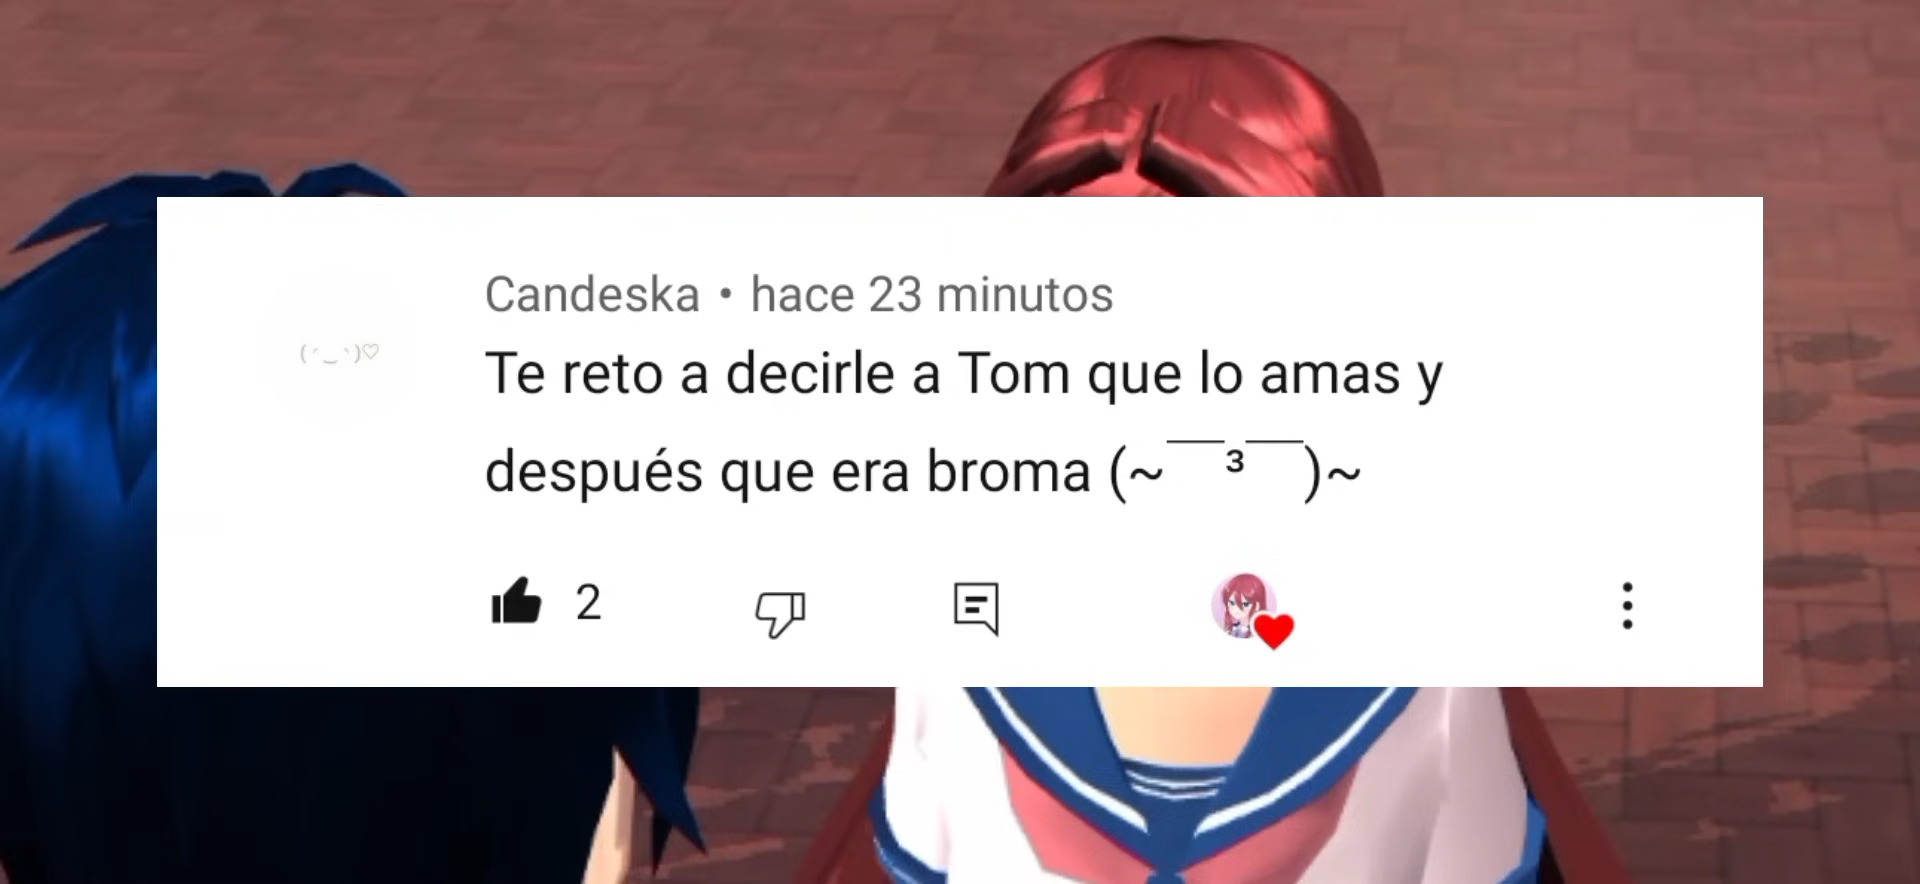 (´‿`)♡
Candeska • hace 23 minutos
Te reto a decirle a Tom que lo amas y
después que era broma (~￣³￣)~
2